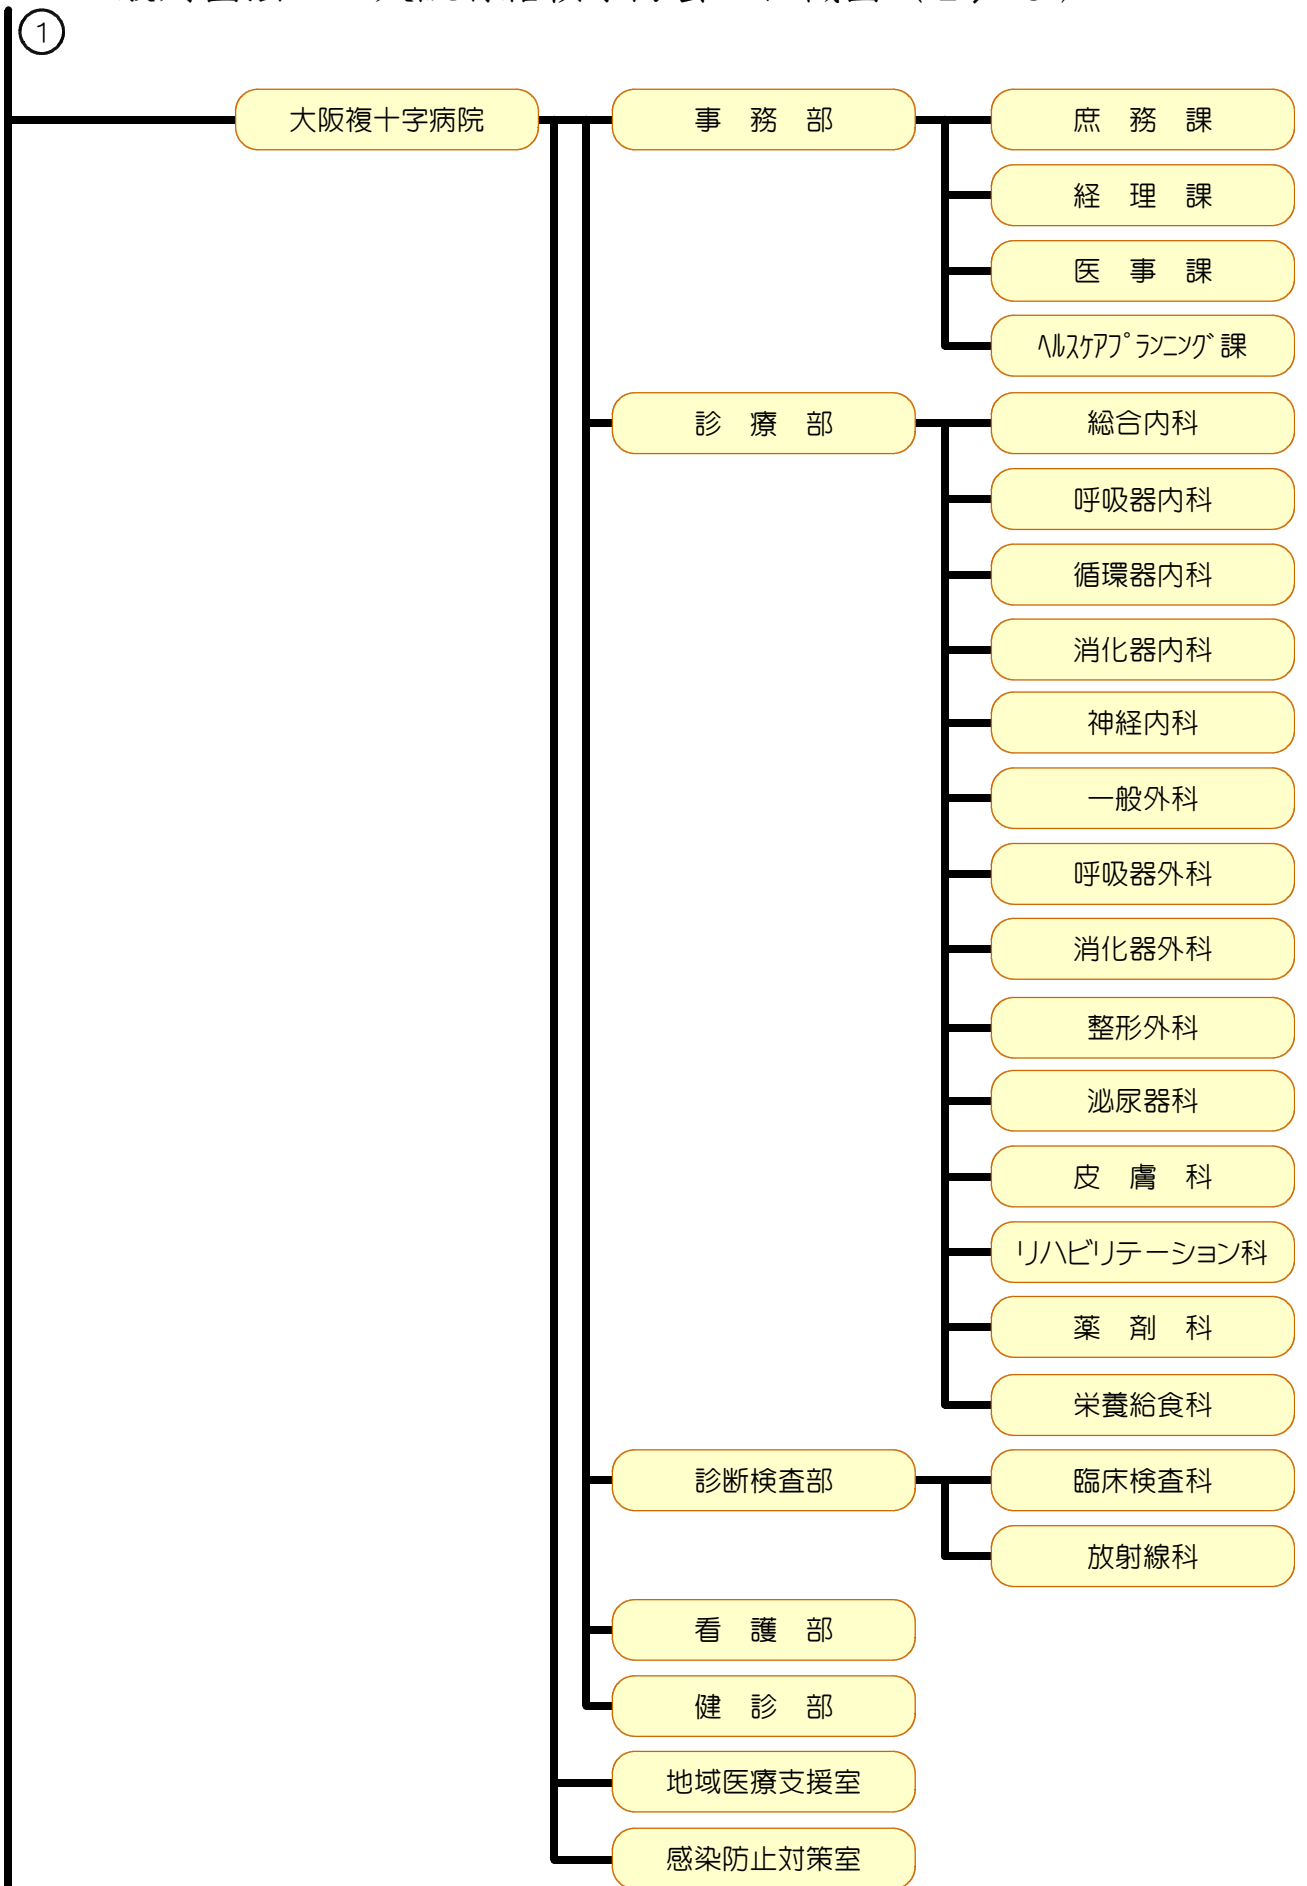 ①
大阪複十字病院
事　務　部
庶　務　課
経　理　課
医　事　課
ﾍﾙｽｹｱﾌﾟﾗﾝﾆﾝｸﾞ課
診　療　部
総合内科
呼吸器内科
循環器内科
消化器内科
神経内科
一般外科
呼吸器外科
消化器外科
整形外科
泌尿器科
皮　膚　科
リハビリテーション科
薬　剤　科
栄養給食科
診断検査部
臨床検査科
放射線科
看　護　部
健　診　部
地域医療支援室
感染防止対策室